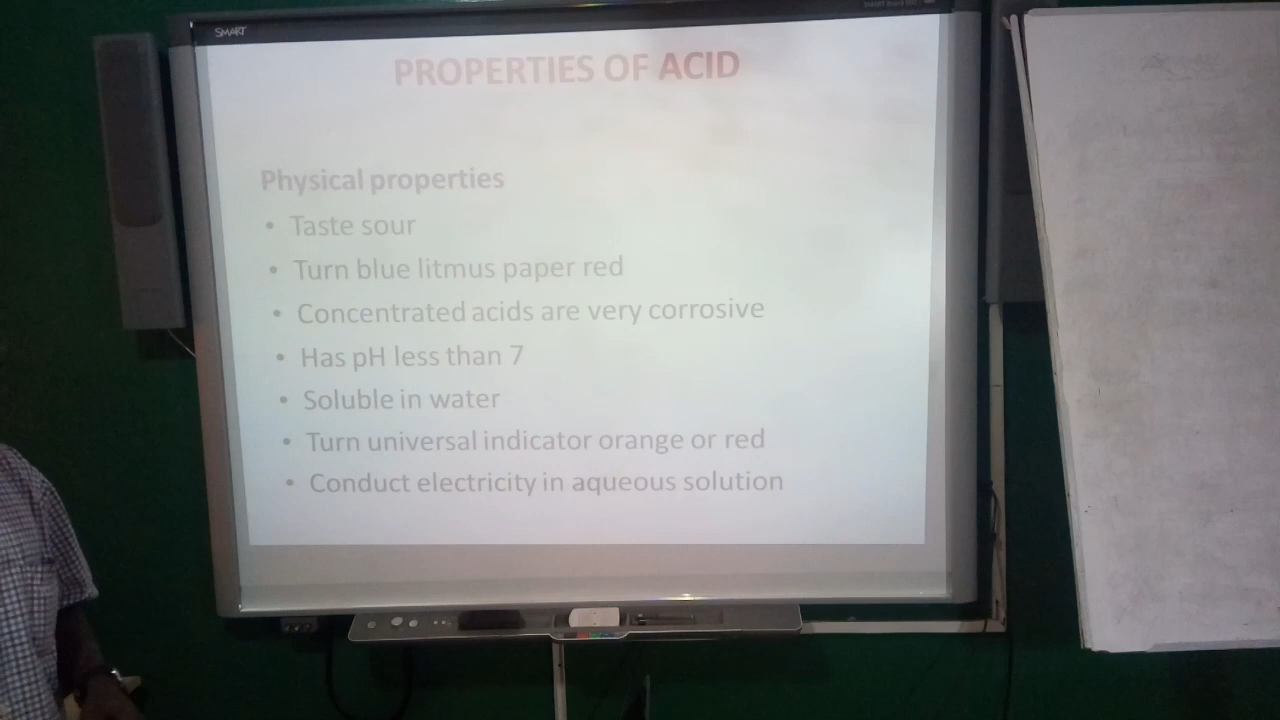 SMART
PROPERTIES OF ACID
Physical properties
• Taste sour
• Turn blue litmus paper red
• Concentrated acids are very corrosive
• Has pH less than 7
• Soluble in water
• Turn universal indicator orange or red
• Conduct electricity in aqueous solution